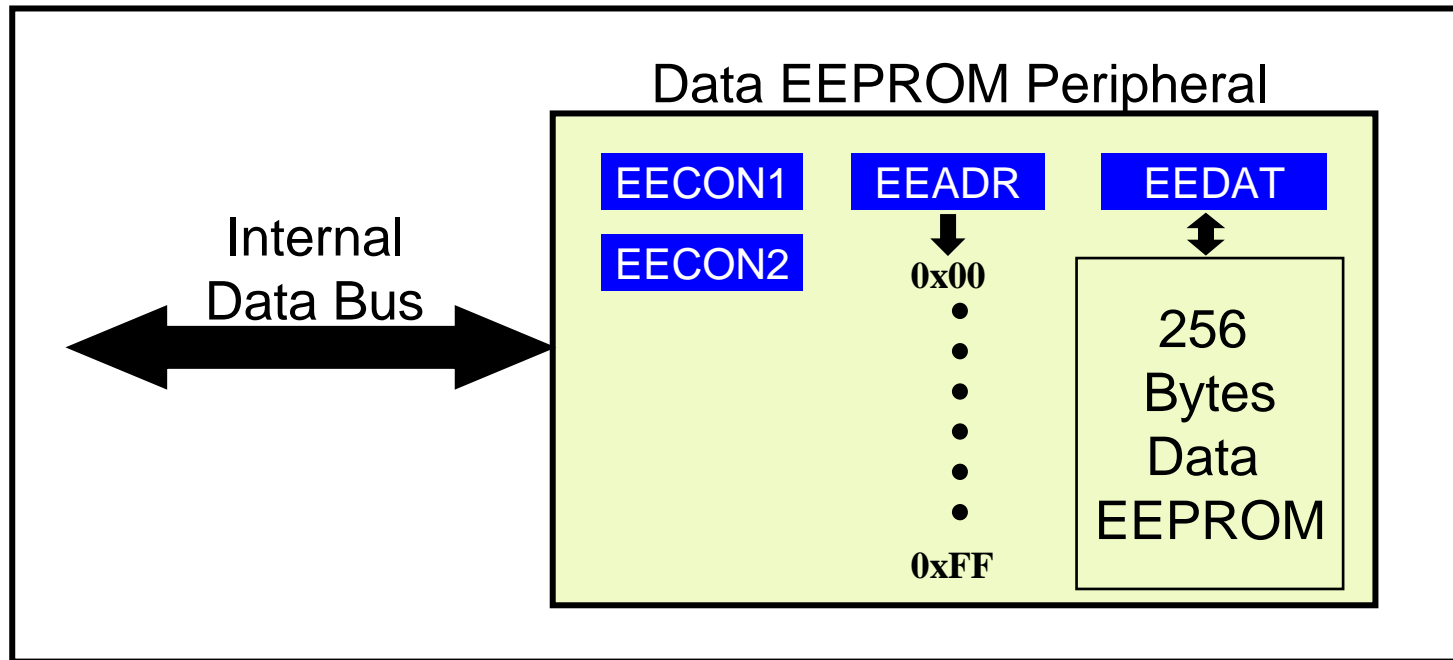 Data EEPROM Peripheral
Internal
Data Bus
EECON1
EECON2
EEADR
0x00
0xFF
EEDAT
256
Bytes
Data
EEPROM